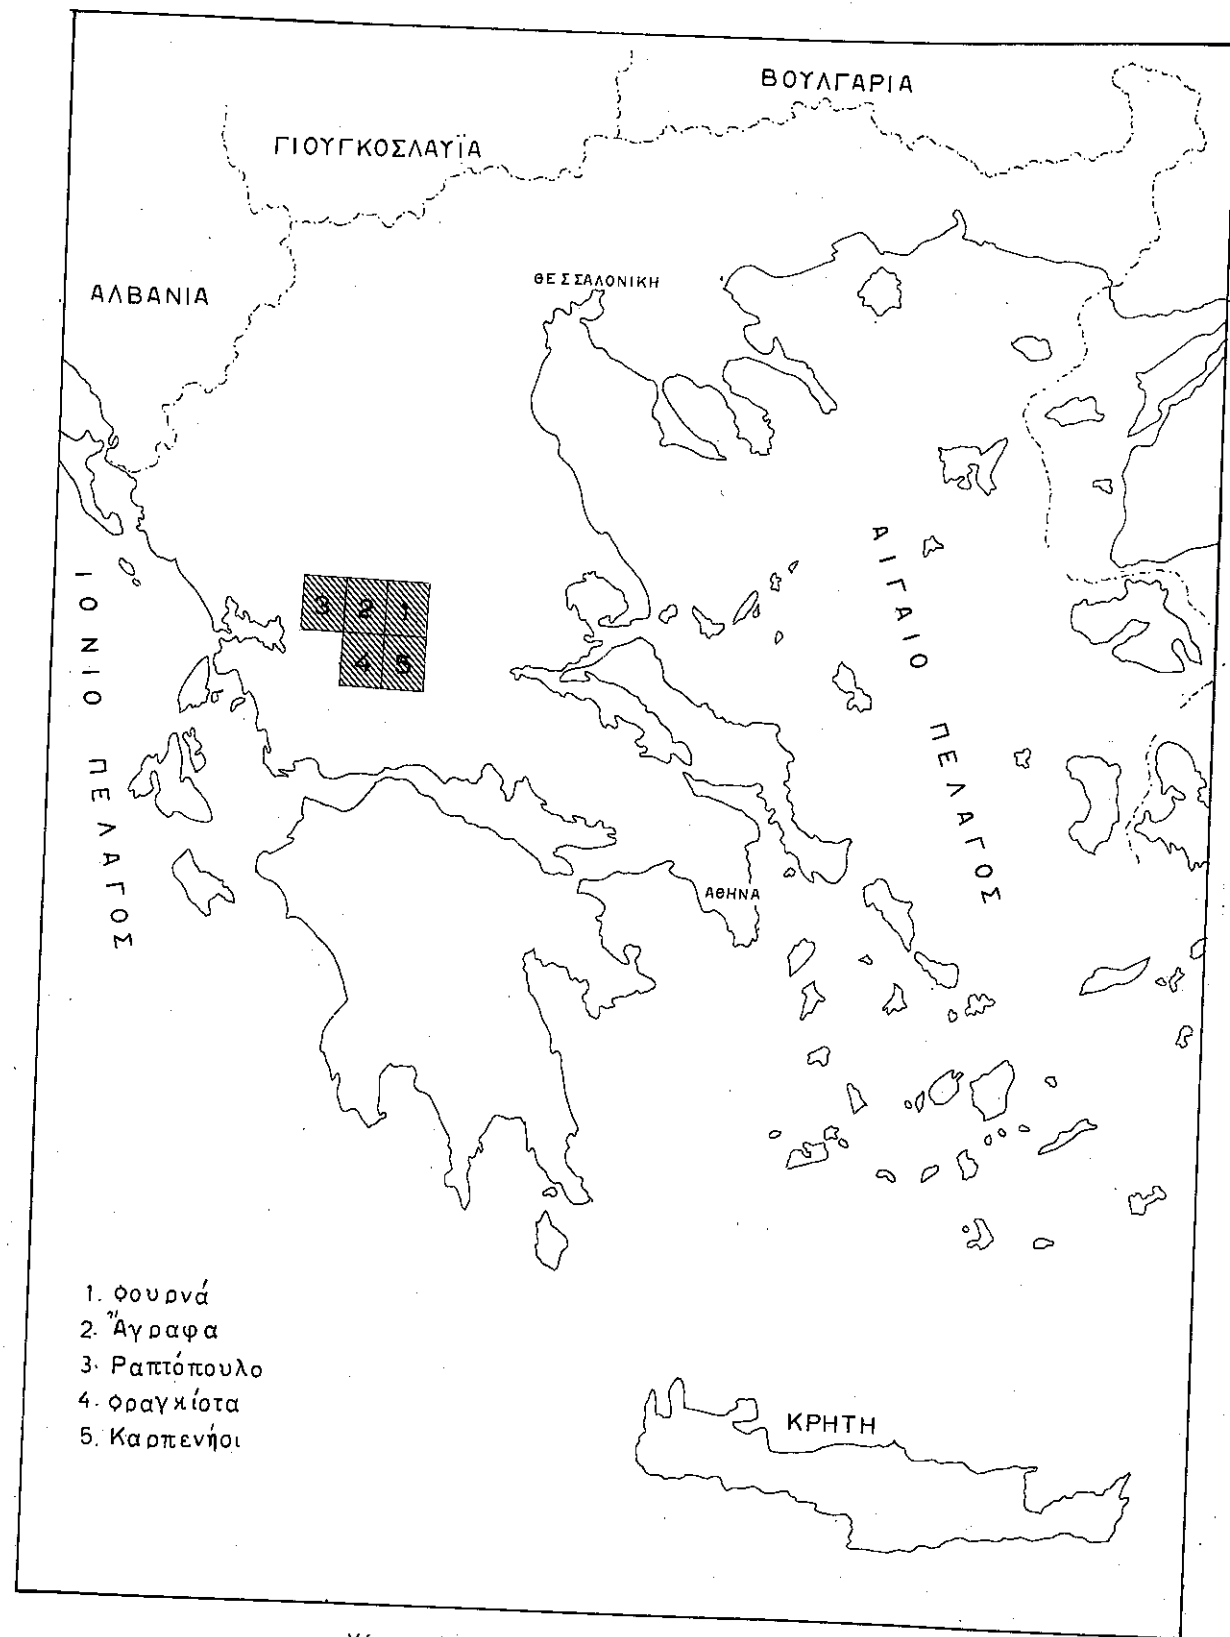 ΒΟΥΛΓΑΡΙΑ
ΓΙΟΥΓΚΟΣΛΑΥΪΑ
ΘΕΣΣΑΛΟΝΙΚΗ
ΑΛΒΑΝΙΑ
ΑΙΓΑΙΟ ΠΕΛΑΓΟΣ
ΙΟΝΙΟ ΠΕΛΑΓΟΣ
3 2 1
4 5
ΑΘΗΝΑ
1. Φουρνά
2. Ἄγραφα
3. Ραπτόπουλο
4. Φραγκίστα
5. Καρπενήσι
ΚΡΗΤΗ